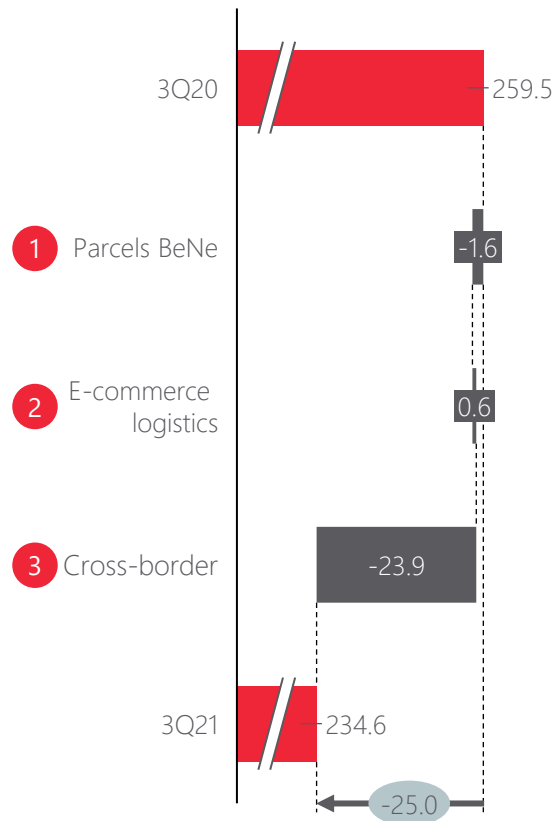 3Q20
259.5
1 Parcels BeNe
-1.6
2 E-commerce
logistics
0.6
3 Cross-border
-23.9
3Q21
234.6
-25.0